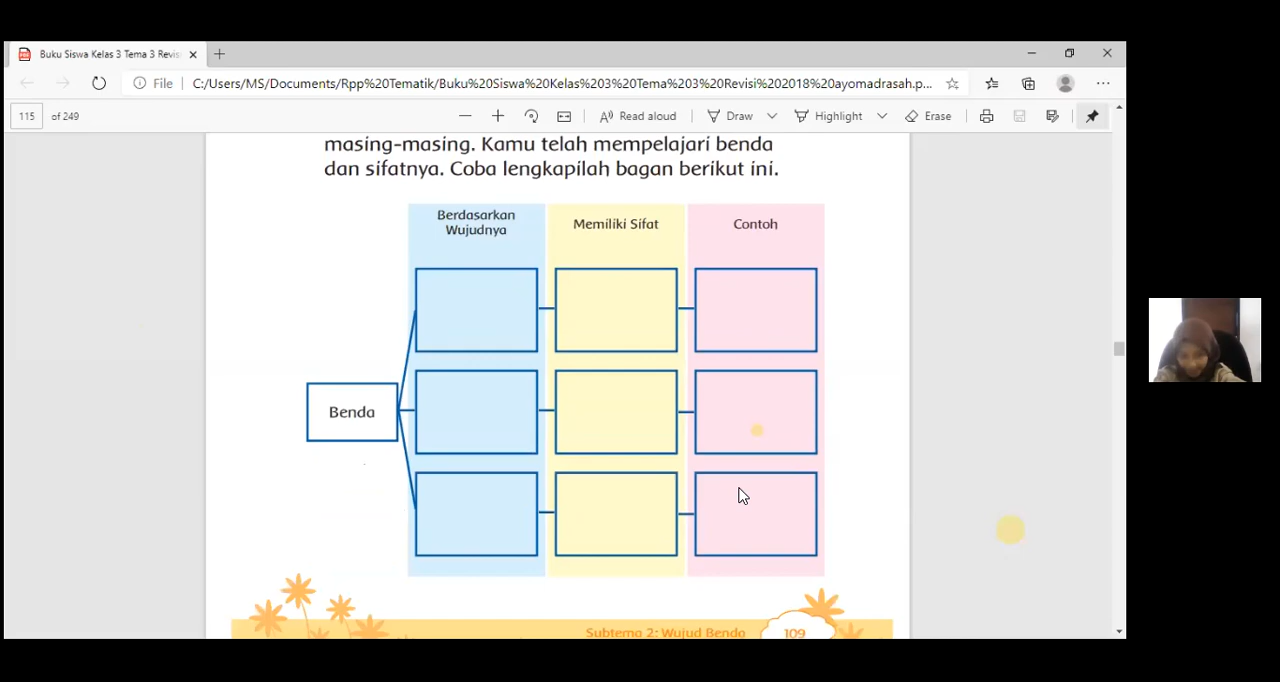 Buku Siswa Kelas 3 Tema 3 Revis
File
C:/Users/MS/Documents/Rpp%20Tematik/Buku%20Siswa%20Kelas%203%20Tema%203%20Revisi%202018%20ayomadrasah.p...
115 of 249
Read aloud
Draw
Highlight
Erase
masing-masing. Kamu telah mempelajari benda
dan sifatnya. Coba lengkapilah bagan berikut ini.
Berdasarkan
Wujudnya
Memiliki Sifat
Contoh
Benda
Subtema 2: Wujud Benda
109